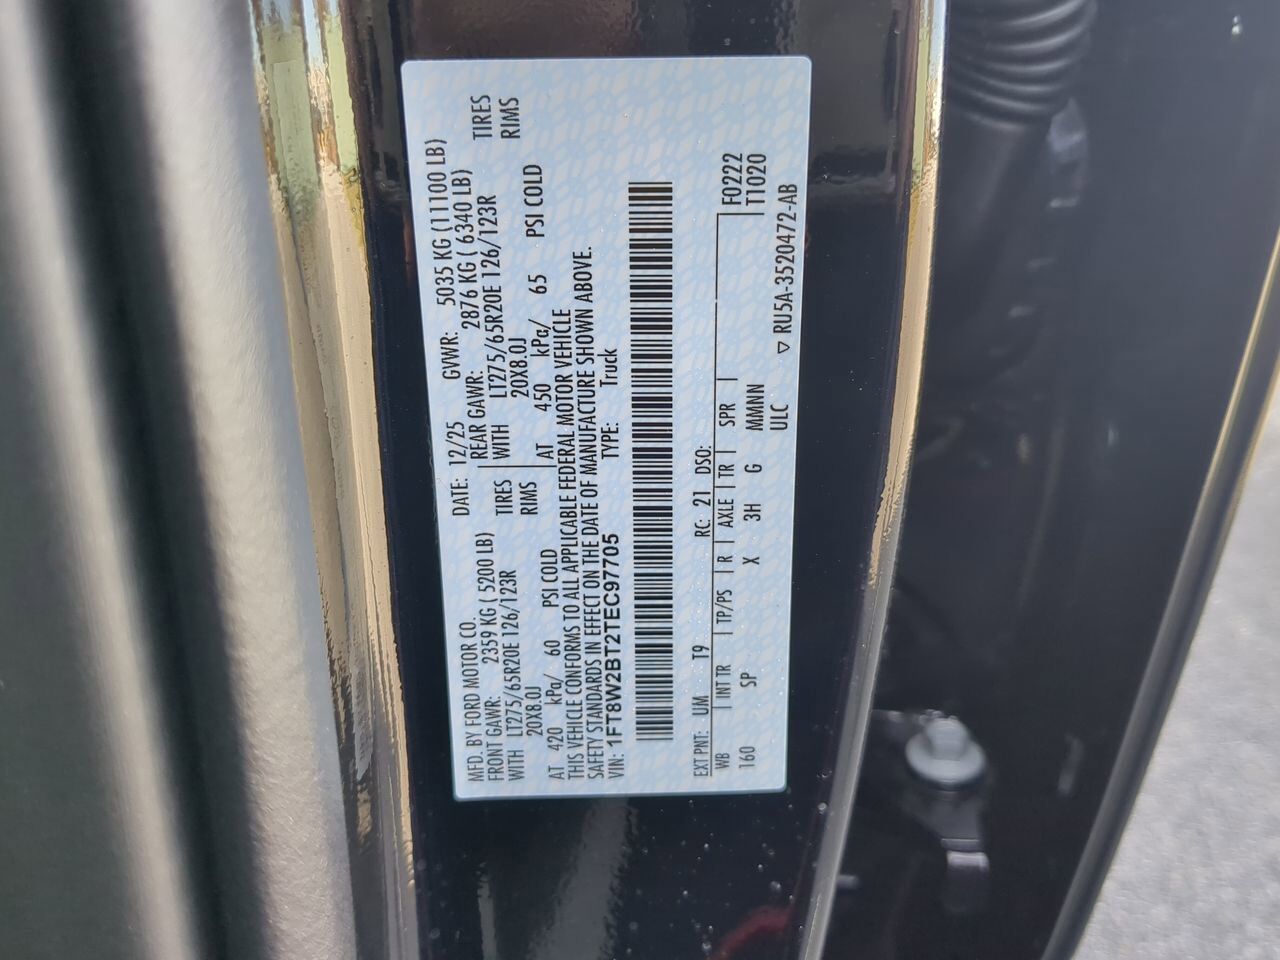 MFD. BY FORD MOTOR CO. DATE: 12/25 GVWR: 5035 KG (11100 LB)
FRONT GAWR: 2359 KG ( 5200 LB) REAR GAWR: 2876 KG ( 6340 LB)
WITH LT275/65R20E 126/123R TIRES WITH LT275/65R20E 126/123R TIRES
20X8.0J RIMS 20X8.0J RIMS
AT 420 kPa/ 60 PSI COLD AT 450 kPa/ 65 PSI COLD
THIS VEHICLE CONFORMS TO ALL APPLICABLE FEDERAL MOTOR VEHICLE
SAFETY STANDARDS IN EFFECT ON THE DATE OF MANUFACTURE SHOWN ABOVE.
VIN: 1FT8W2BT2TEC97705 TYPE: Truck
EXT PNT: UM T9 RC: 21 DSO: F0222
WB INT TR TP/PS R AXLE TR SPR T1020
160 SP X 3H G MMMNN
ULC ▽ RU5A-3520472-AB